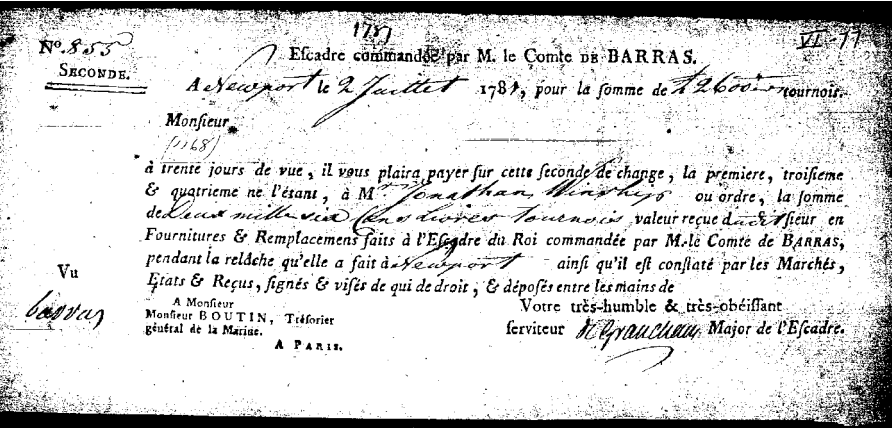 1781
VI-77
Nº. 855
SECONDE.
Eſcadre commandée par M. le Comte DE BARRAS.
A Newport le 2 Juillet 1781, pour la ſomme de 2600 tournois.
Monſieur
(1168)
à trente jours de vue, il vous plaira payer ſur cette ſeconde de change, la premiere, troiſieme
& quatrieme ne l'étant, à Mr. Jonathan Winship ou ordre, la ſomme
de Deux mille six Cens Livres tournois valeur reçue dudit ſieur en
Fournitures & Remplacemens faits à l'Eſcadre du Roi commandée par M. le Comte de BARRAS,
pendant la relâche qu'elle a fait à Newport ainſi qu'il eſt conſtaté par les Marchés,
Etats & Reçus, ſignés & viſés de qui de droit, & dépoſés entre les mains de
Vu
barras
A Monſieur
Monſieur BOUTIN, Tréſorier
général de la Marine.
A PARIS.
Votre très-humble & très-obéiſſant
ſerviteur Major de l'Eſcadre.